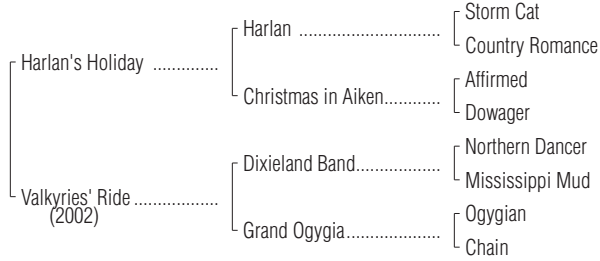 Storm Cat
Harlan ..............................
Country Romance
Harlan's Holiday ..............
Affirmed
Christmas in Aiken............
Dowager
Northern Dancer
Dixieland Band..................
Mississippi Mud
Valkyries' Ride ..................
(2002)
Ogygian
Grand Ogygia....................
Chain